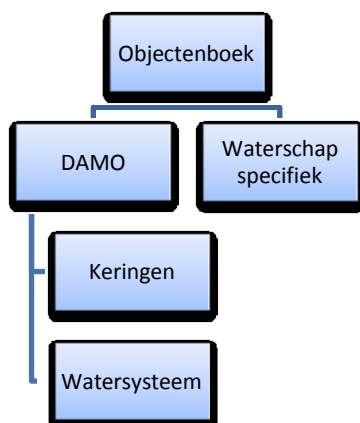 Objectenboek
DAMO
Waterschap
specifiek
Keringen
Watersysteem